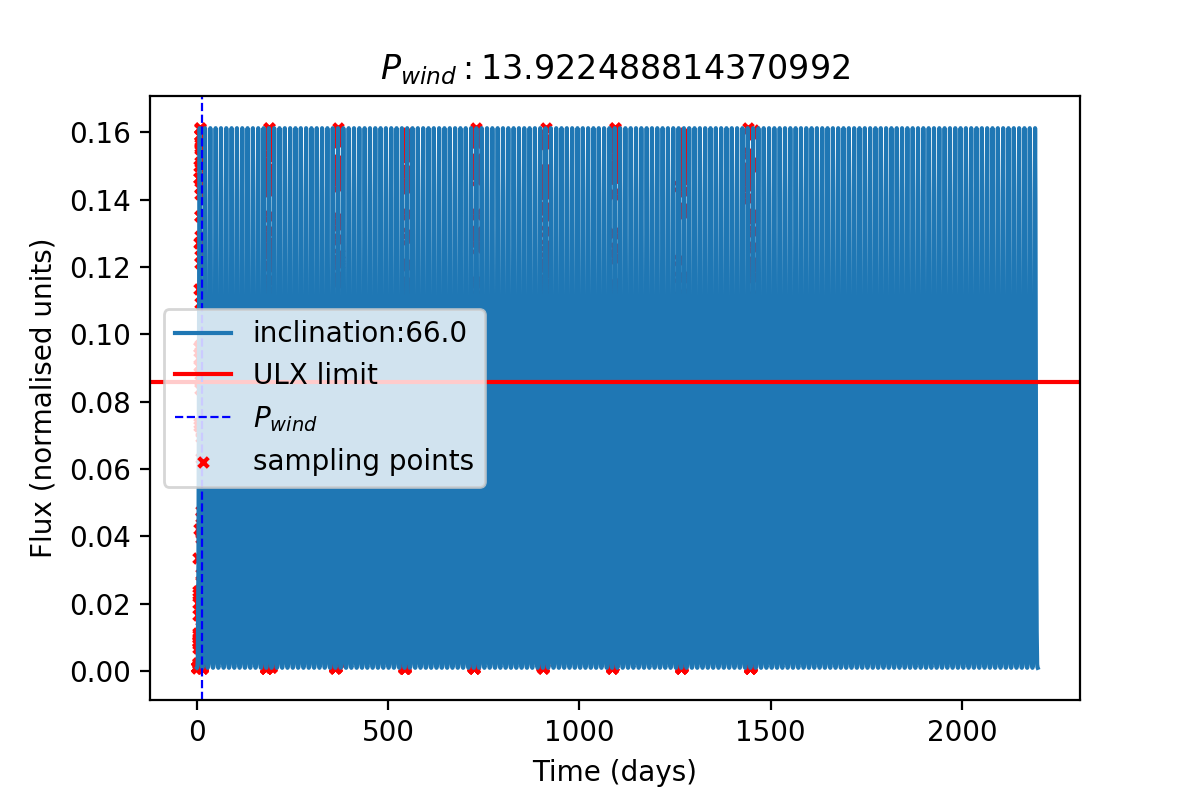 P_wind : 13.922488814370992
Flux (normalised units)
0.16
0.14
0.12
0.10
0.08
0.06
0.04
0.02
0.00
inclination:66.0
ULX limit
P_wind
sampling points
0 500 1000 1500 2000
Time (days)